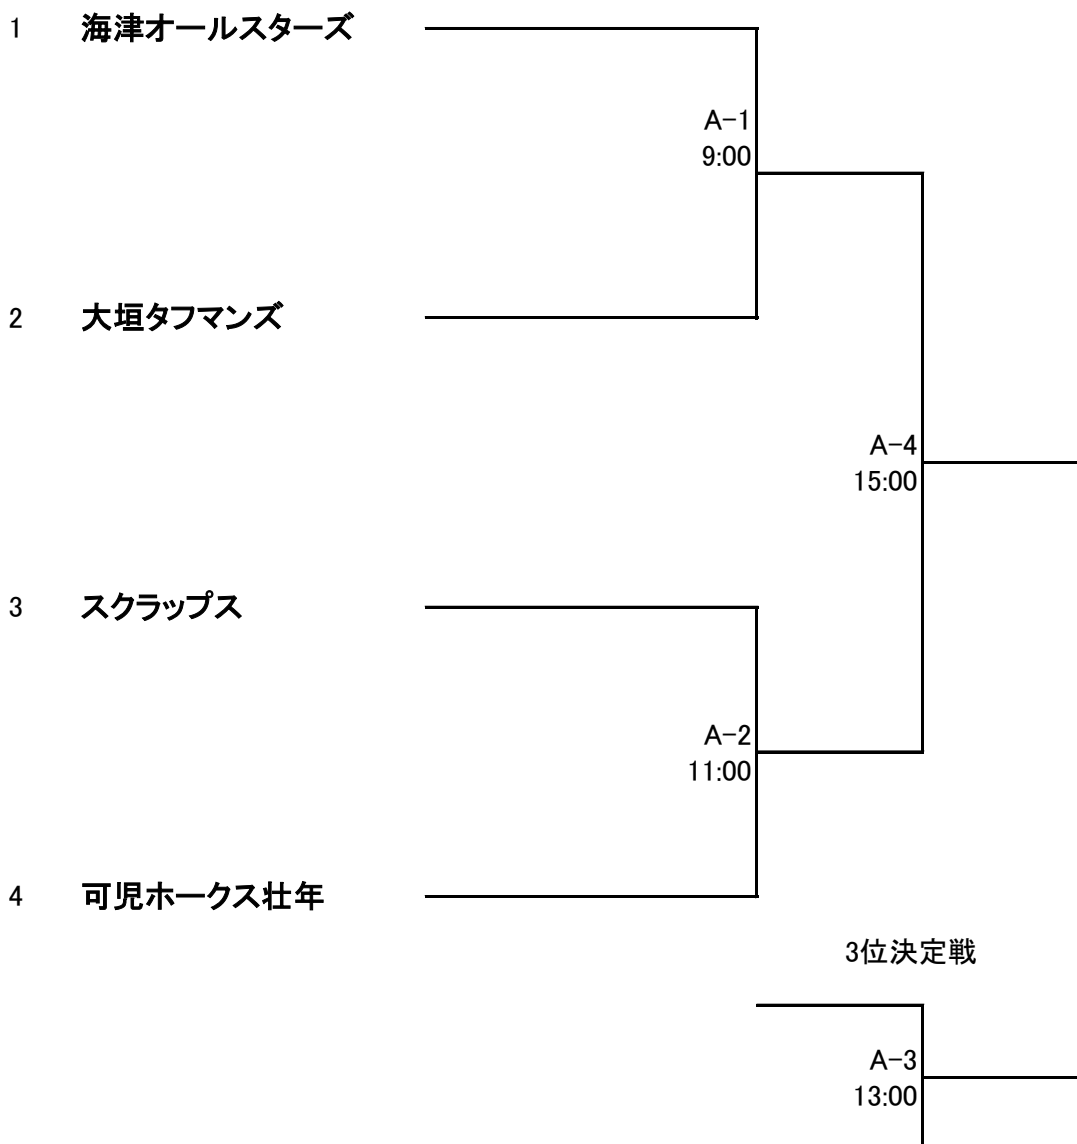 1 海津オールスターズ
A-1
9:00
2 大垣タフマンズ
A-4
15:00
3 スクラップス
A-2
11:00
4 可児ホークス壮年
3位決定戦
A-3
13:00